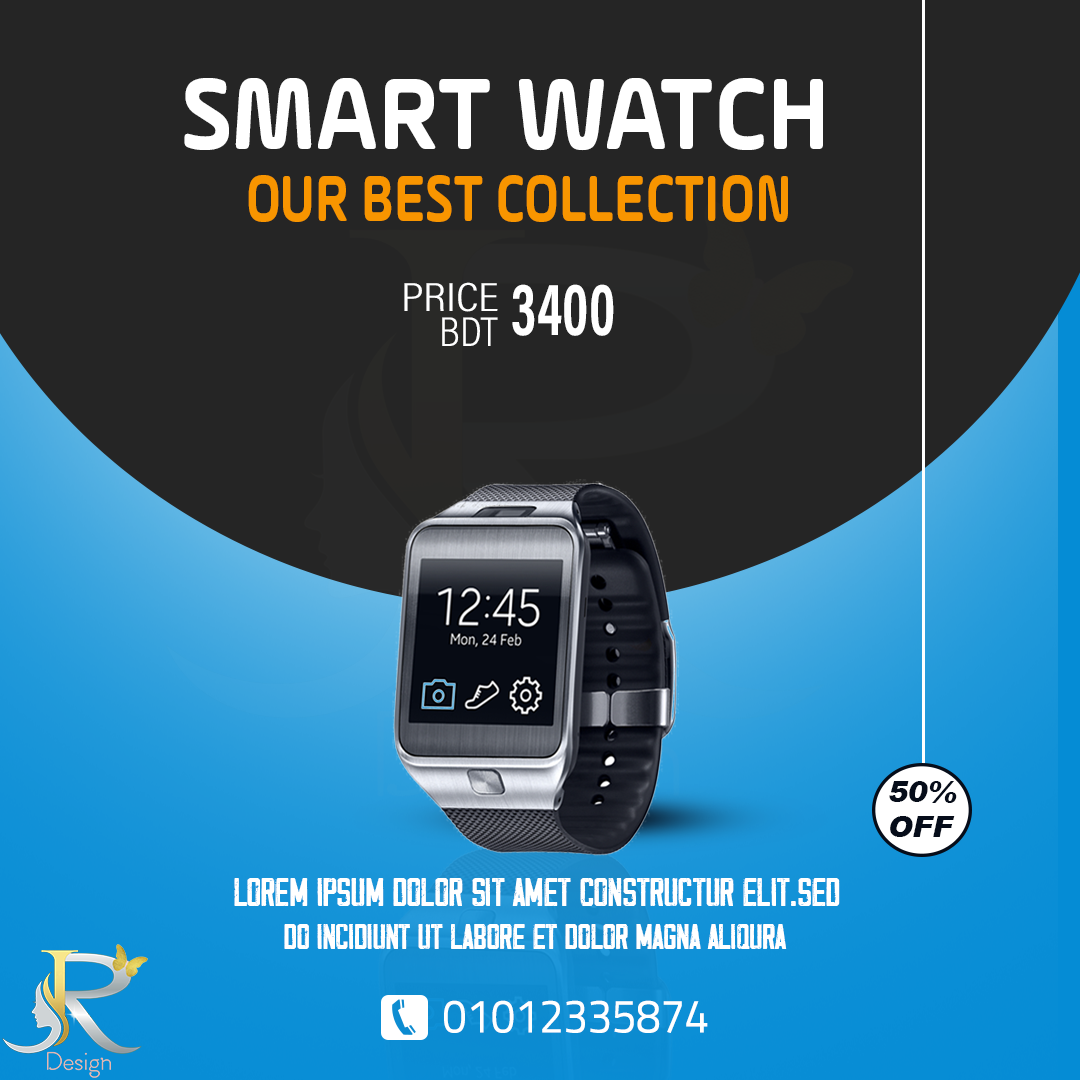 SMART WATCH
OUR BEST COLLECTION
PRICE
BDT 3400
12:45
Mon, 24 Feb
50%
OFF
LOREM IPSUM DOLOR SIT AMET CONSTRUCTUR ELIT.SED
DO INCIDIUNT UT LABORE ET DOLOR MAGNA ALIQURA
01012335874
JR
Design